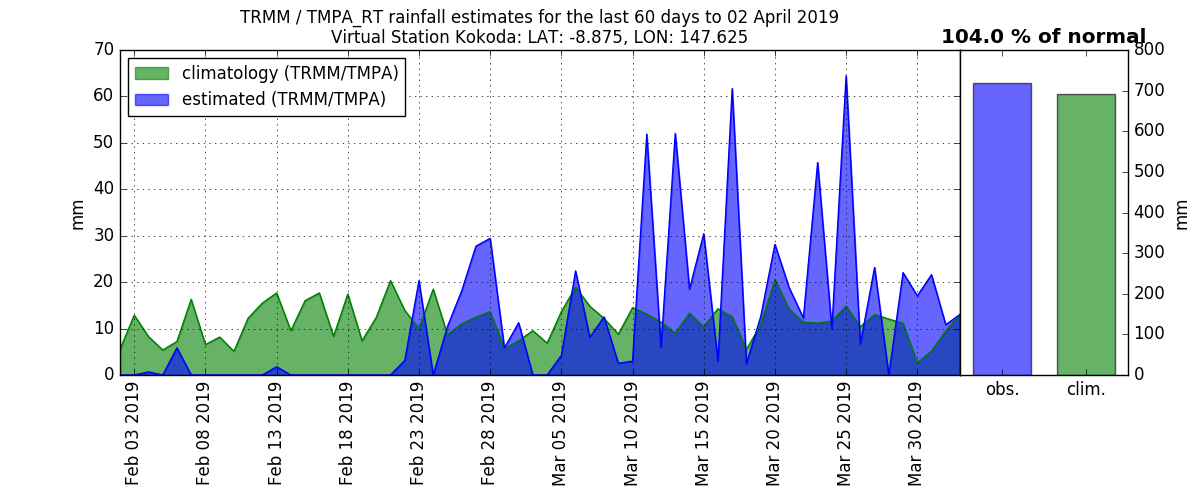 TRMM / TMPA_RT rainfall estimates for the last 60 days to 02 April 2019
Virtual Station Kokoda: LAT: -8.875, LON: 147.625
104.0 % of normal
climatology (TRMM/TMPA)
estimated (TRMM/TMPA)
mm
70
60
50
40
30
20
10
0
Feb 03 2019
Feb 08 2019
Feb 13 2019
Feb 18 2019
Feb 23 2019
Feb 28 2019
Mar 05 2019
Mar 10 2019
Mar 15 2019
Mar 20 2019
Mar 25 2019
Mar 30 2019
obs.
clim.
800
700
600
500
400
300
200
100
0
mm